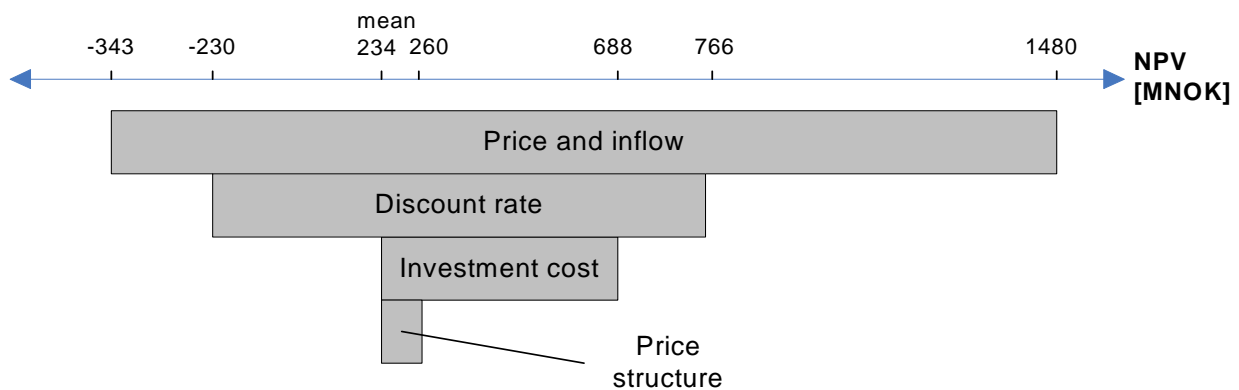 mean
-343 -230 234 260 688 766 1480
NPV
[MNOK]
Price and inflow
Discount rate
Investment cost
Price
structure